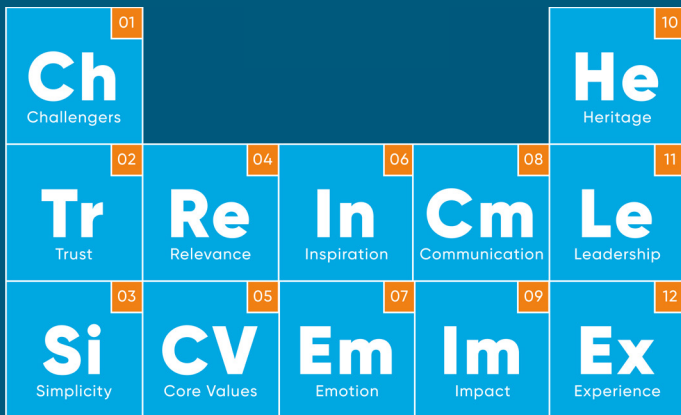 01
Ch
Challengers
10
He
Heritage
02
Tr
Trust
04
Re
Relevance
06
In
Inspiration
08
Cm
Communication
11
Le
Leadership
03
Si
Simplicity
05
CV
Core Values
07
Em
Emotion
09
Im
Impact
12
Ex
Experience